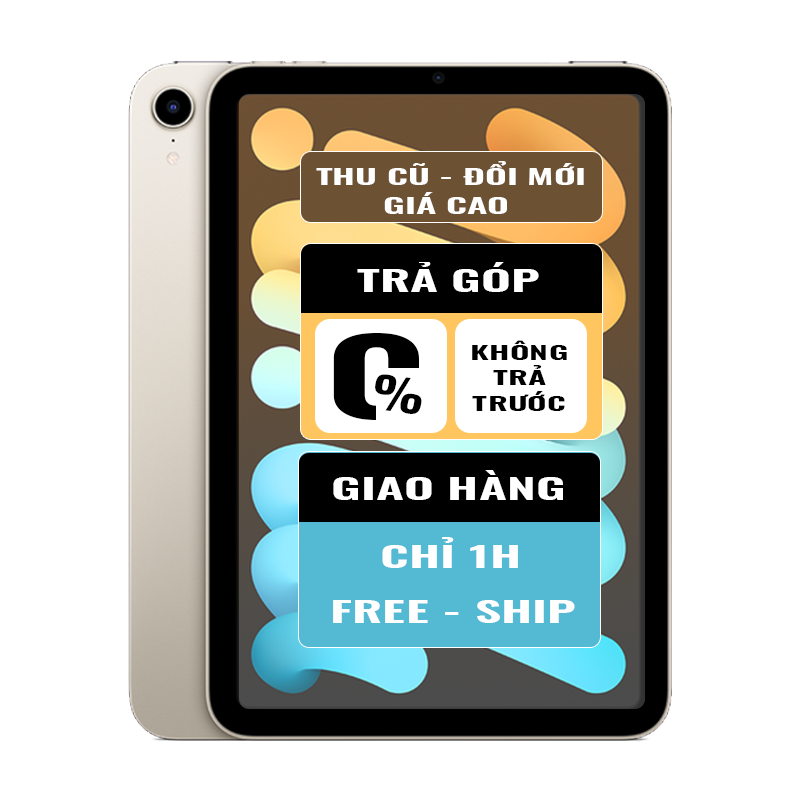 THU CŨ - ĐỔI MỚI
GIÁ CAO
TRẢ GÓP
0%
KHÔNG
TRẢ
TRƯỚC
GIAO HÀNG
CHỈ 1H
FREE - SHIP